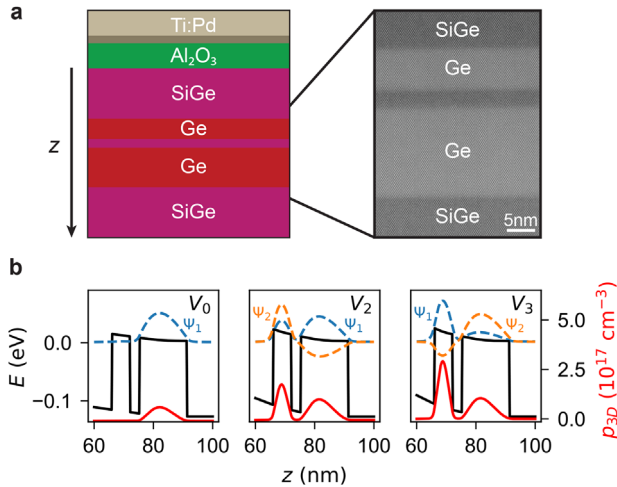 a
Ti:Pd
Al₂O₃
SiGe
Ge
Ge
SiGe
z
SiGe
Ge
Ge
SiGe
5nm
b
V₀
Ψ₁
V₂
Ψ₂
Ψ₁
V₃
Ψ₁
Ψ₂
E (eV)
0.0
−0.1
60 80 100
60 80 100
60 80 100
z (nm)
5.0
2.5
0.0
p₃D (10¹⁷ cm⁻³)